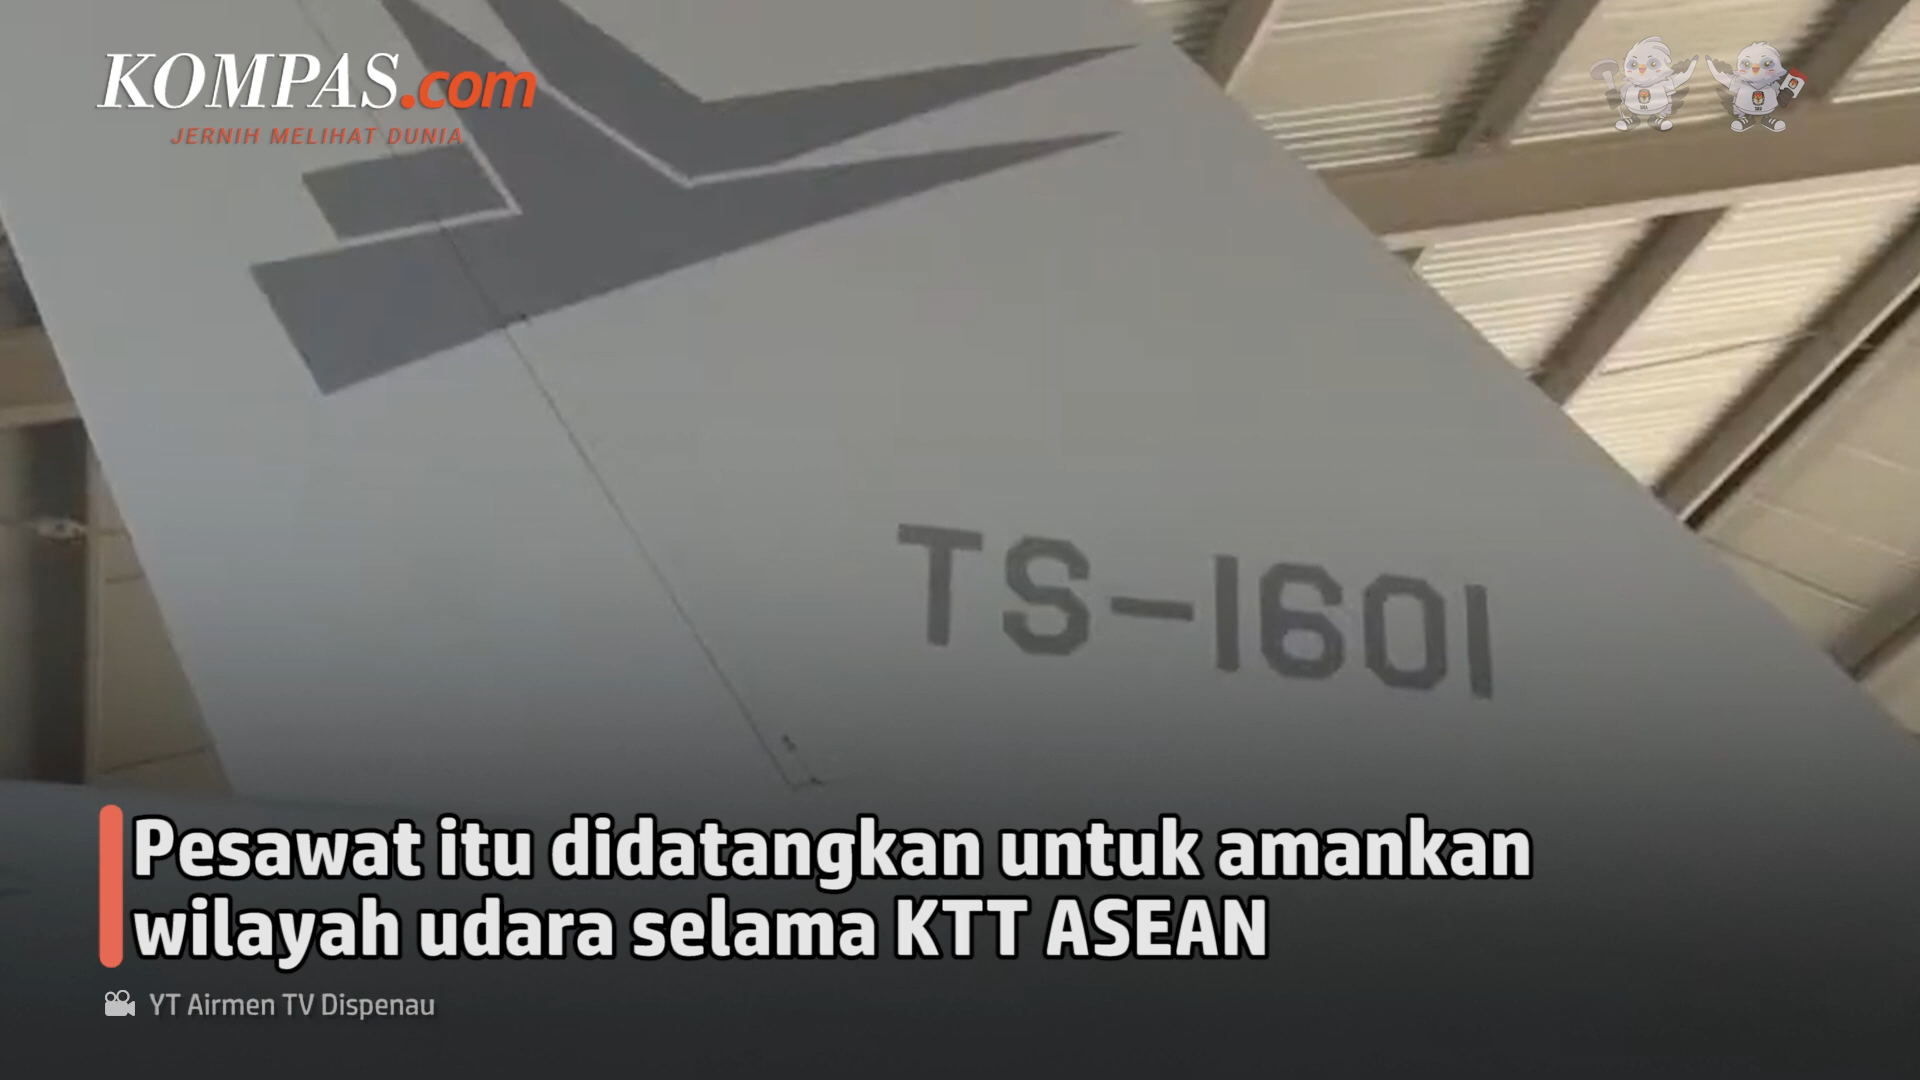 KOMPAS.com
JERNIH MELIHAT DUNIA
TS-1601
Pesawat itu didatangkan untuk amankan
wilayah udara selama KTT ASEAN
YT Airmen TV Dispenau